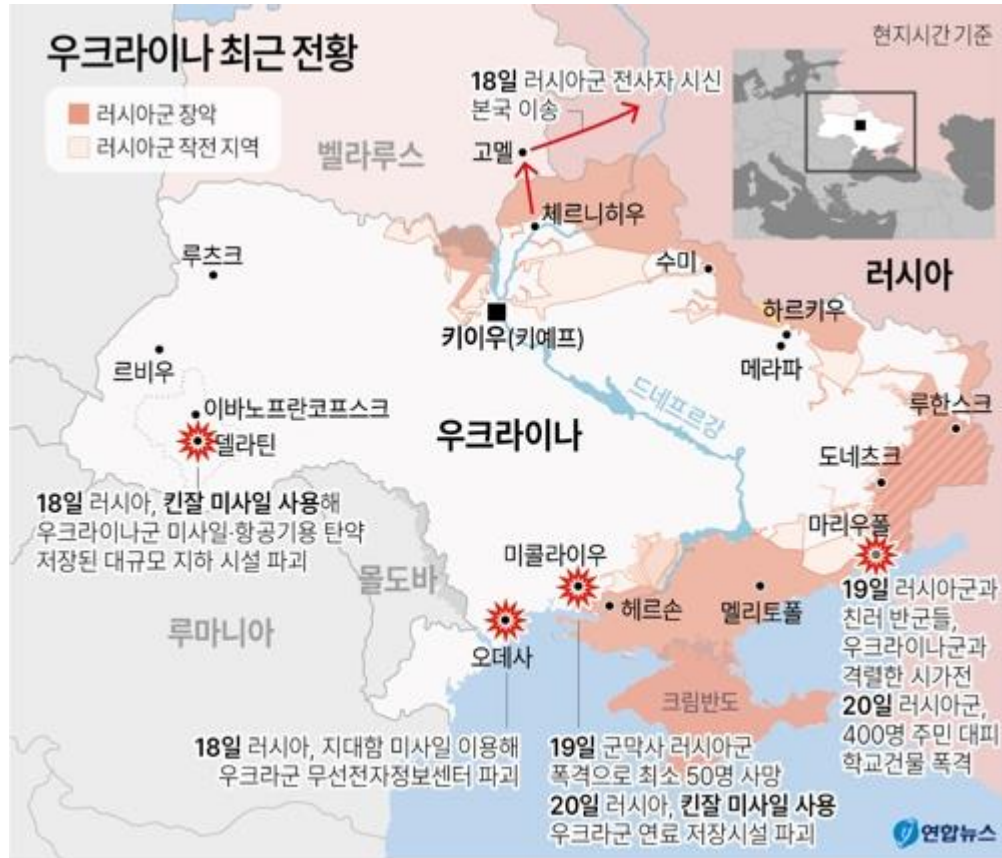 우크라이나 최근 전황
현지시간 기준
러시아군 장악
러시아군 작전 지역
18일 러시아군 전사자 시신
본국 이송
벨라루스
고멜
체르니히우
루츠크
수미
러시아
키이우(키예프)
하르키우
메라파
르비우
드네프르강
이바노프란코프스크
루한스크
델라틴
우크라이나
도네츠크
18일 러시아, 킨잘 미사일 사용해
우크라이나군 미사일·항공기용 탄약
저장된 대규모 지하 시설 파괴
마리우폴
미콜라이우
몰도바
헤르손
멜리토폴
루마니아
오데사
크림반도
19일 러시아군과
친러 반군들,
우크라이나군과
격렬한 시가전
20일 러시아군,
400명 주민 대피
학교건물 폭격
18일 러시아, 지대함 미사일 이용해
우크라군 무선전자정보센터 파괴
19일 군막사 러시아군
폭격으로 최소 50명 사망
20일 러시아, 킨잘 미사일 사용
우크라군 연료 저장시설 파괴
연합뉴스